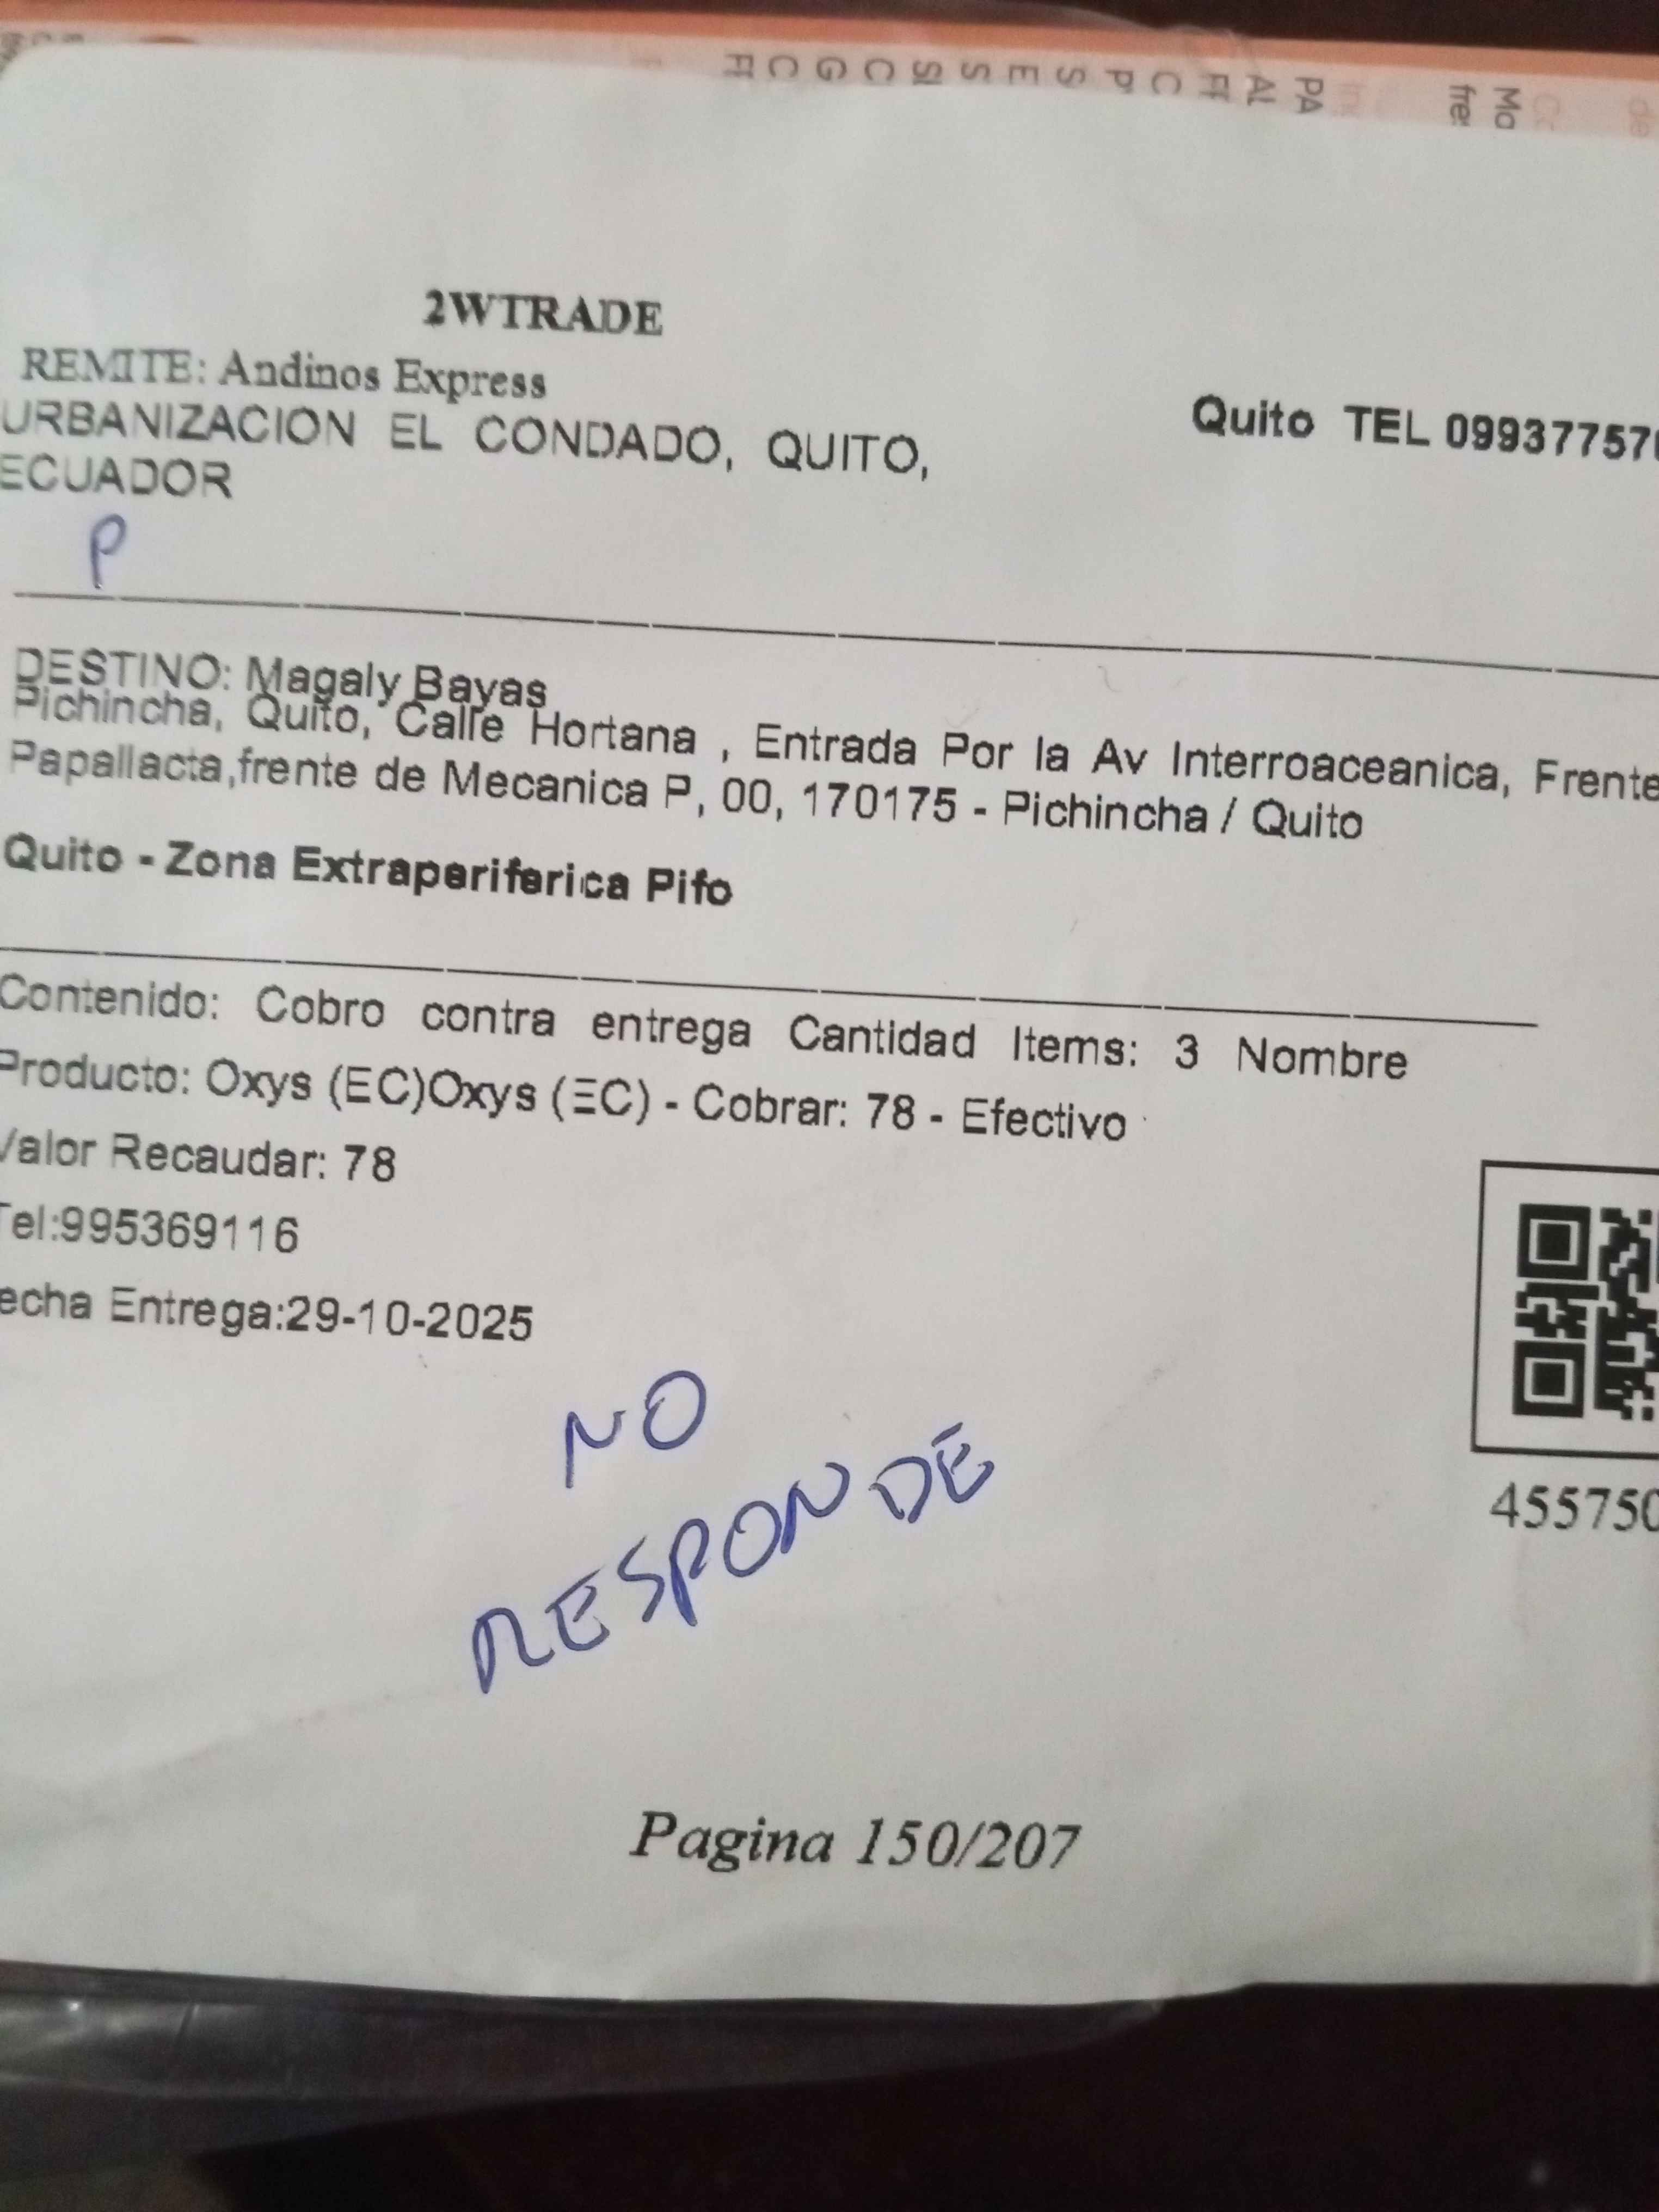 2WTRADE
REMITE: Andinos Express
URBANIZACION EL CONDADO, QUITO,
ECUADOR
Quito TEL 099377570
P
DESTINO: Magaly Bayas
Pichincha, Quito, Calle Hortana , Entrada Por la Av Interroaceanica, Frente
Papallacta,frente de Mecanica P, 00, 170175 - Pichincha / Quito
Quito - Zona Extraperiferica Pifo
Contenido: Cobro contra entrega Cantidad Items: 3 Nombre
Producto: Oxys (EC)Oxys (EC) - Cobrar: 78 - Efectivo
Valor Recaudar: 78
Tel:995369116
echa Entrega:29-10-2025
455750
NO
RESPONDE
Pagina 150/207